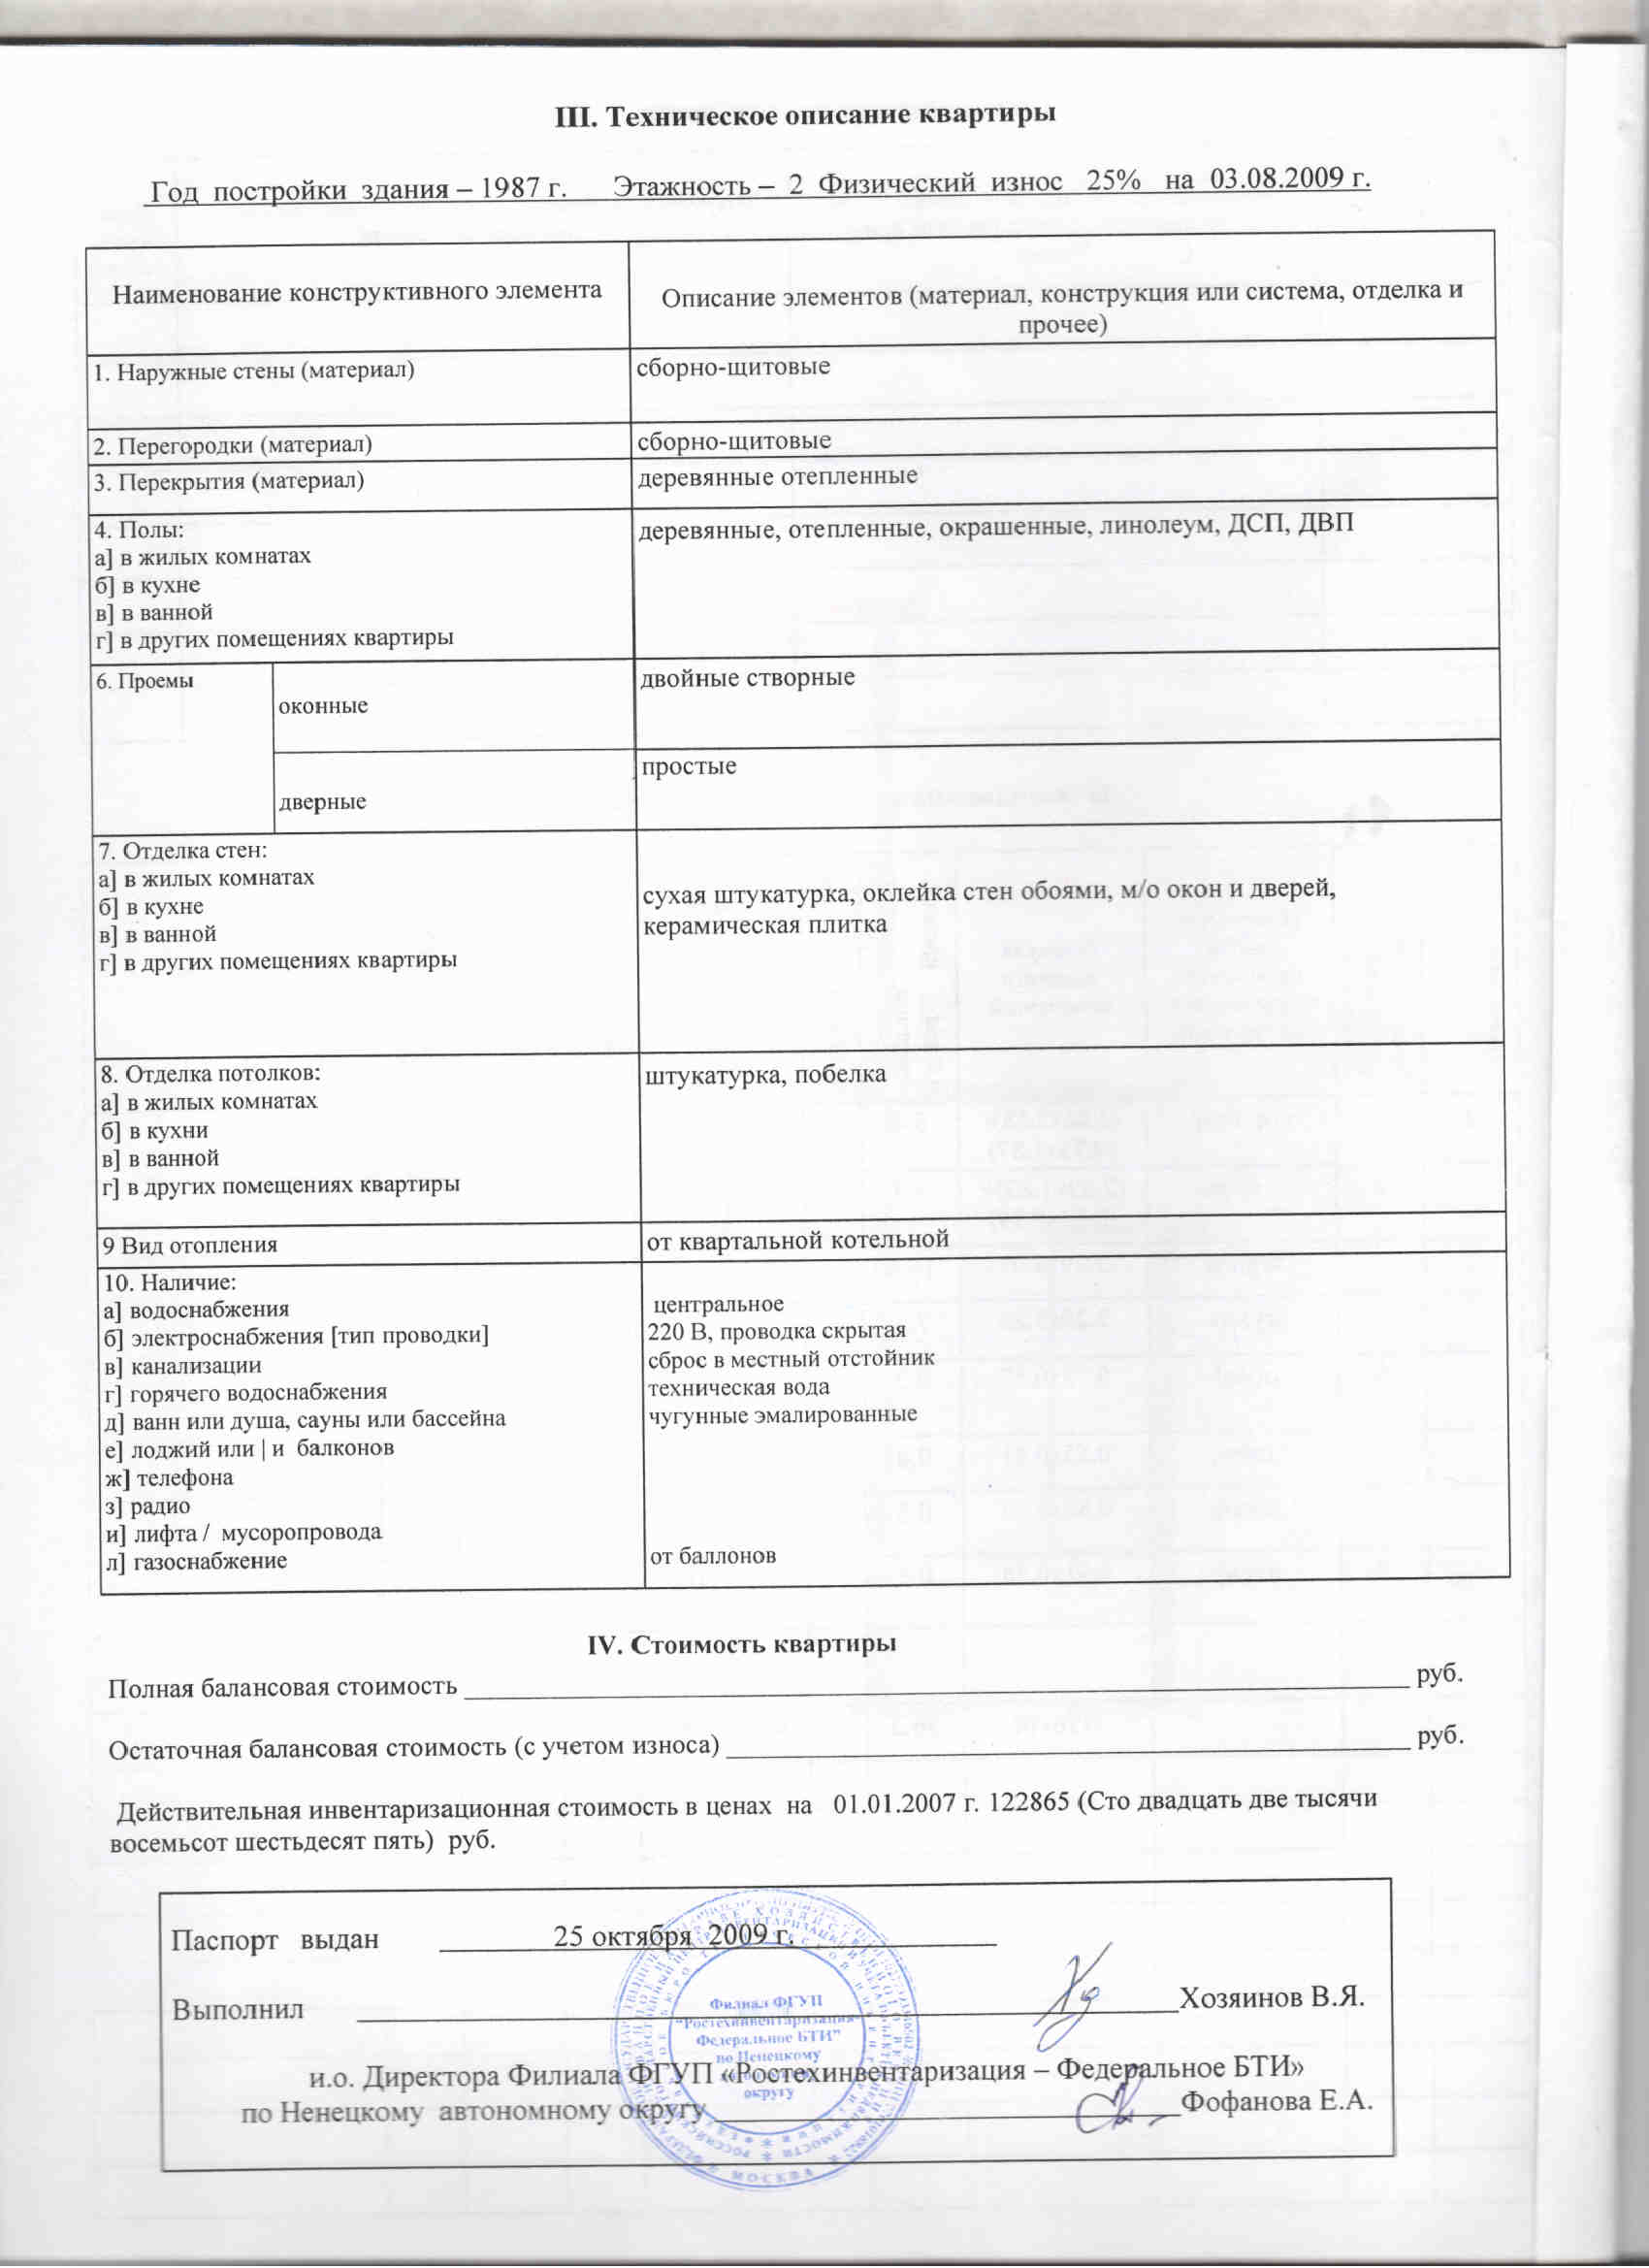 III. Техническое описание квартиры
Год постройки здания – 1987 г. Этажность – 2 Физический износ 25% на 03.08.2009 г.
Наименование конструктивного элемента
Описание элементов (материал, конструкция или система, отделка и
прочее)
1. Наружные стены (материал)
сборно-щитовые
2. Перегородки (материал)
сборно-щитовые
3. Перекрытия (материал)
деревянные отепленные
4. Полы:
а] в жилых комнатах
б] в кухне
в] в ванной
г] в других помещениях квартиры
деревянные, отепленные, окрашенные, линолеум, ДСП, ДВП
6. Проемы
оконные
двойные створные
дверные
простые
7. Отделка стен:
а] в жилых комнатах
б] в кухне
в] в ванной
г] в других помещениях квартиры
сухая штукатурка, оклейка стен обоями, м/о окон и дверей,
керамическая плитка
8. Отделка потолков:
а] в жилых комнатах
б] в кухни
в] в ванной
г] в других помещениях квартиры
штукатурка, побелка
9 Вид отопления
от квартальной котельной
10. Наличие:
а] водоснабжения
центральное
б] электроснабжения [тип проводки]
220 В, проводка скрытая
в] канализации
сброс в местный отстойник
г] горячего водоснабжения
техническая вода
д] ванн или душа, сауны или бассейна
чугунные эмалированные
е] лоджий или | и балконов
ж] телефона
з] радио
и] лифта / мусоропровода
л] газоснабжение
от баллонов
IV. Стоимость квартиры
Полная балансовая стоимость руб.
Остаточная балансовая стоимость (с учетом износа) руб.
Действительная инвентаризационная стоимость в ценах на 01.01.2007 г. 122865 (Сто двадцать две тысячи
восемьсот шестьдесят пять) руб.
Паспорт выдан 25 октября 2009 г.
Выполнил Хозяинов В.Я.
и.о. Директора Филиала ФГУП «Ростехинвентаризация – Федеральное БТИ»
по Ненецкому автономному округу Фофанова Е.А.
Филиал ФГУП
"Ростехинвентаризация
Федеральное БТИ"
по Ненецкому
округу